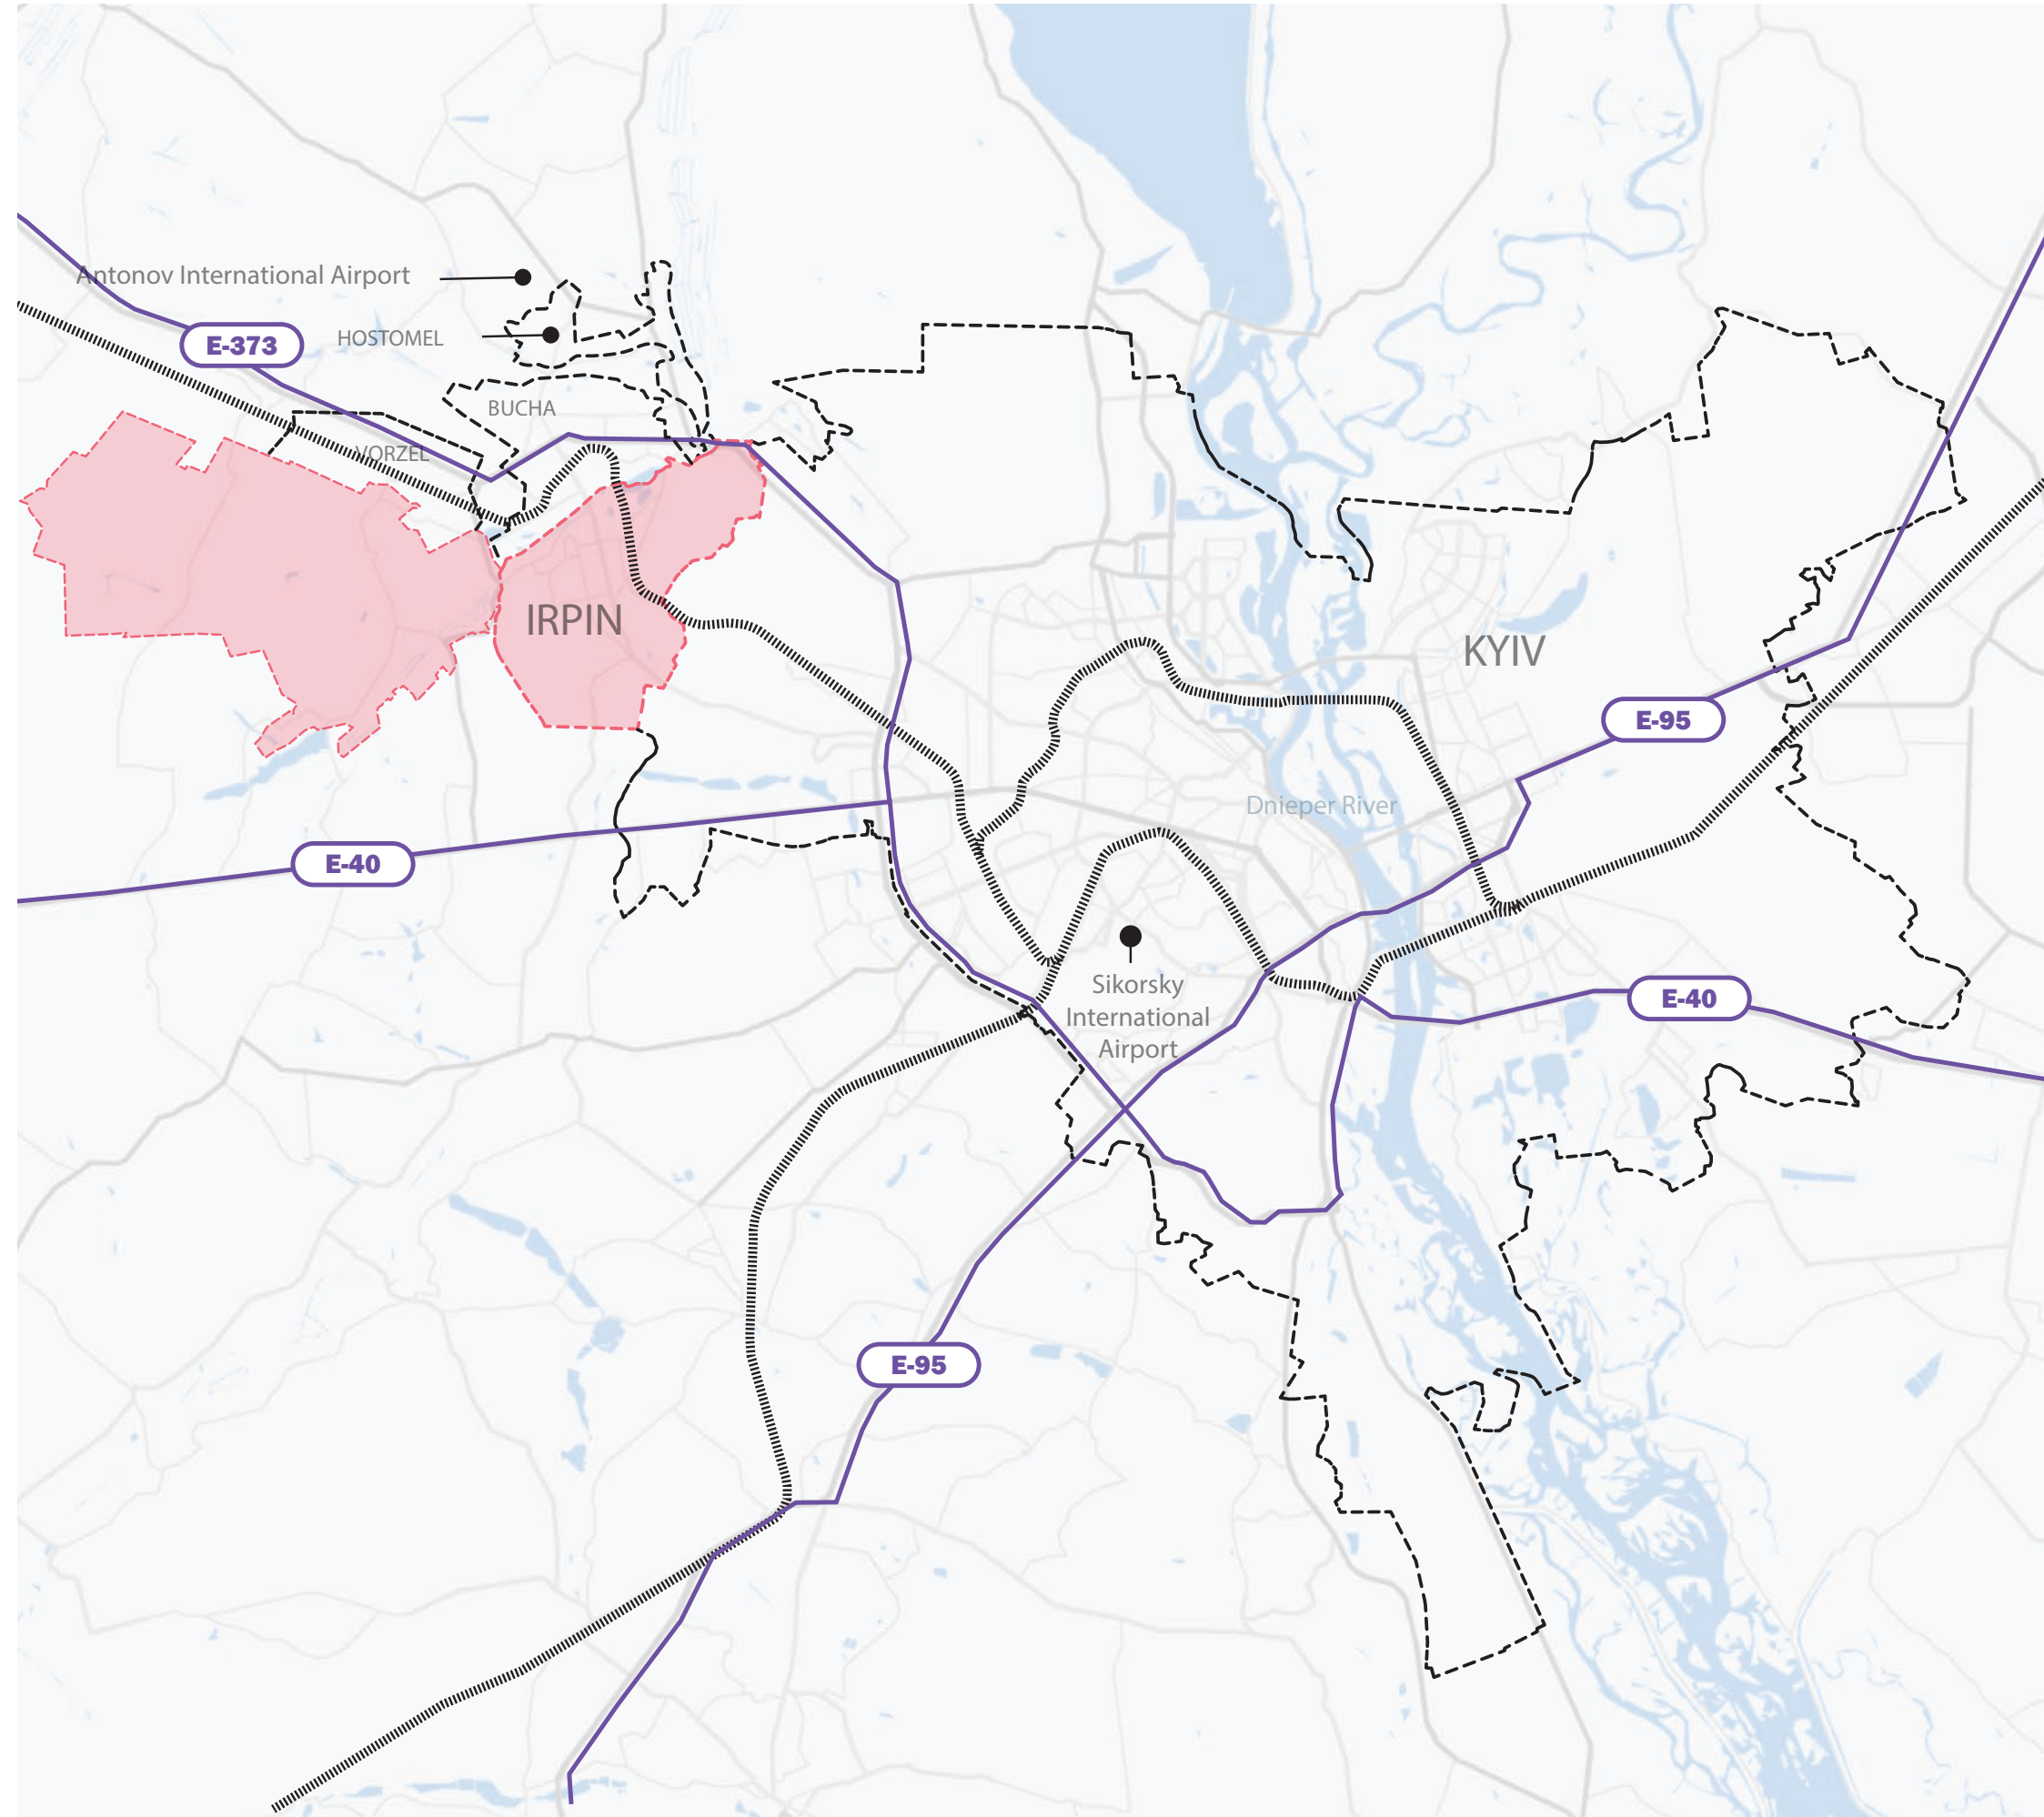 Antonov International Airport
HOSTOMEL
E-373
BUCHA
VORZEL
IRPIN
KYIV
E-95
Dnieper River
E-40
Sikorsky
International
Airport
E-40
E-95